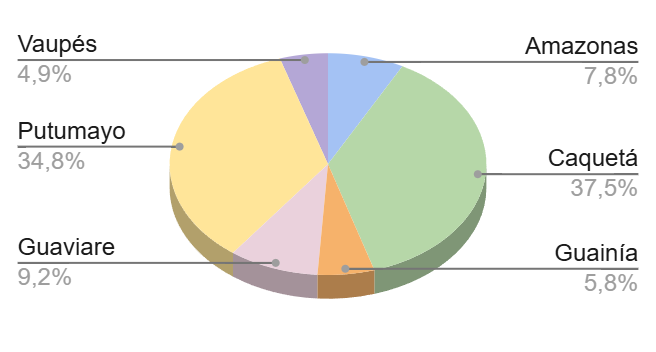 Vaupés
4,9%
Amazonas
7,8%
Putumayo
34,8%
Caquetá
37,5%
Guaviare
9,2%
Guainía
5,8%